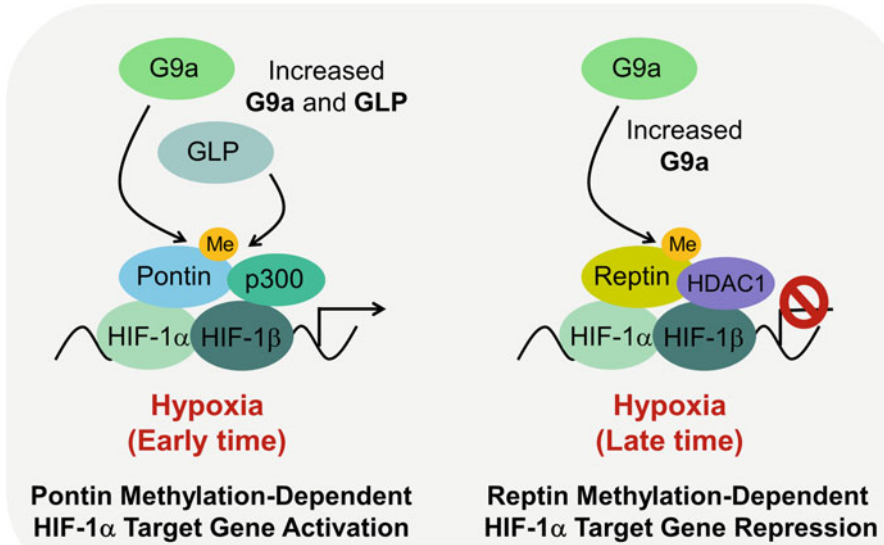 G9a
Increased
G9a and GLP
GLP
Me
Pontin
p300
HIF-1α
HIF-1β
Hypoxia
(Early time)
Pontin Methylation-Dependent
HIF-1α Target Gene Activation
G9a
Increased
G9a
Me
Reptin
HDAC1
HIF-1α
HIF-1β
Hypoxia
(Late time)
Reptin Methylation-Dependent
HIF-1α Target Gene Repression